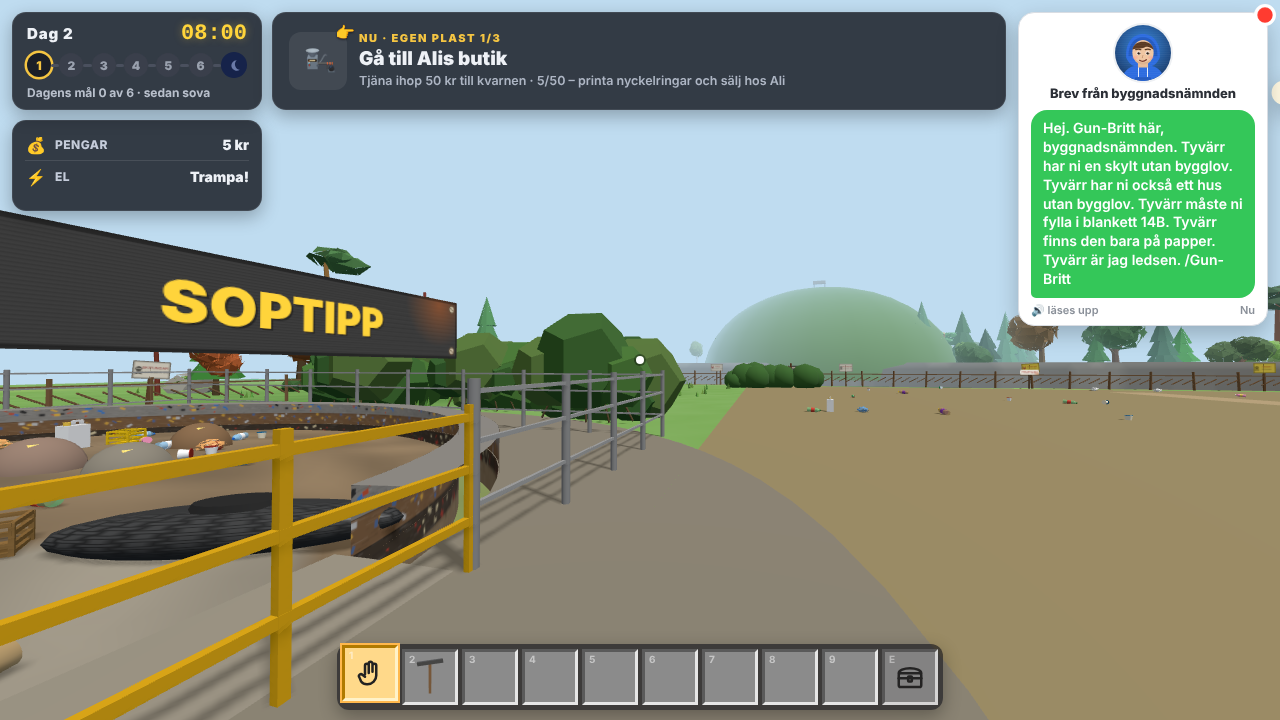 Dag 2
08:00
1 2 3 4 5 6
Dagens mål 0 av 6 · sedan sova
PENGAR 5 kr
EL Trampa!
NU · EGEN PLAST 1/3
Gå till Alis butik
Tjäna ihop 50 kr till kvarnen · 5/50 – printa nyckelringar och sälj hos Ali
Brev från byggnadsnämnden
Hej. Gun-Britt här,
byggnadsnämnden. Tyvärr
har ni en skylt utan bygglov.
Tyvärr har ni också ett hus
utan bygglov. Tyvärr måste ni
fylla i blankett 14B. Tyvärr
finns den bara på papper.
Tyvärr är jag ledsen. /Gun-
Britt
läses upp Nu
SOPTIPP
1 2 3 4 5 6 7 8 9 E